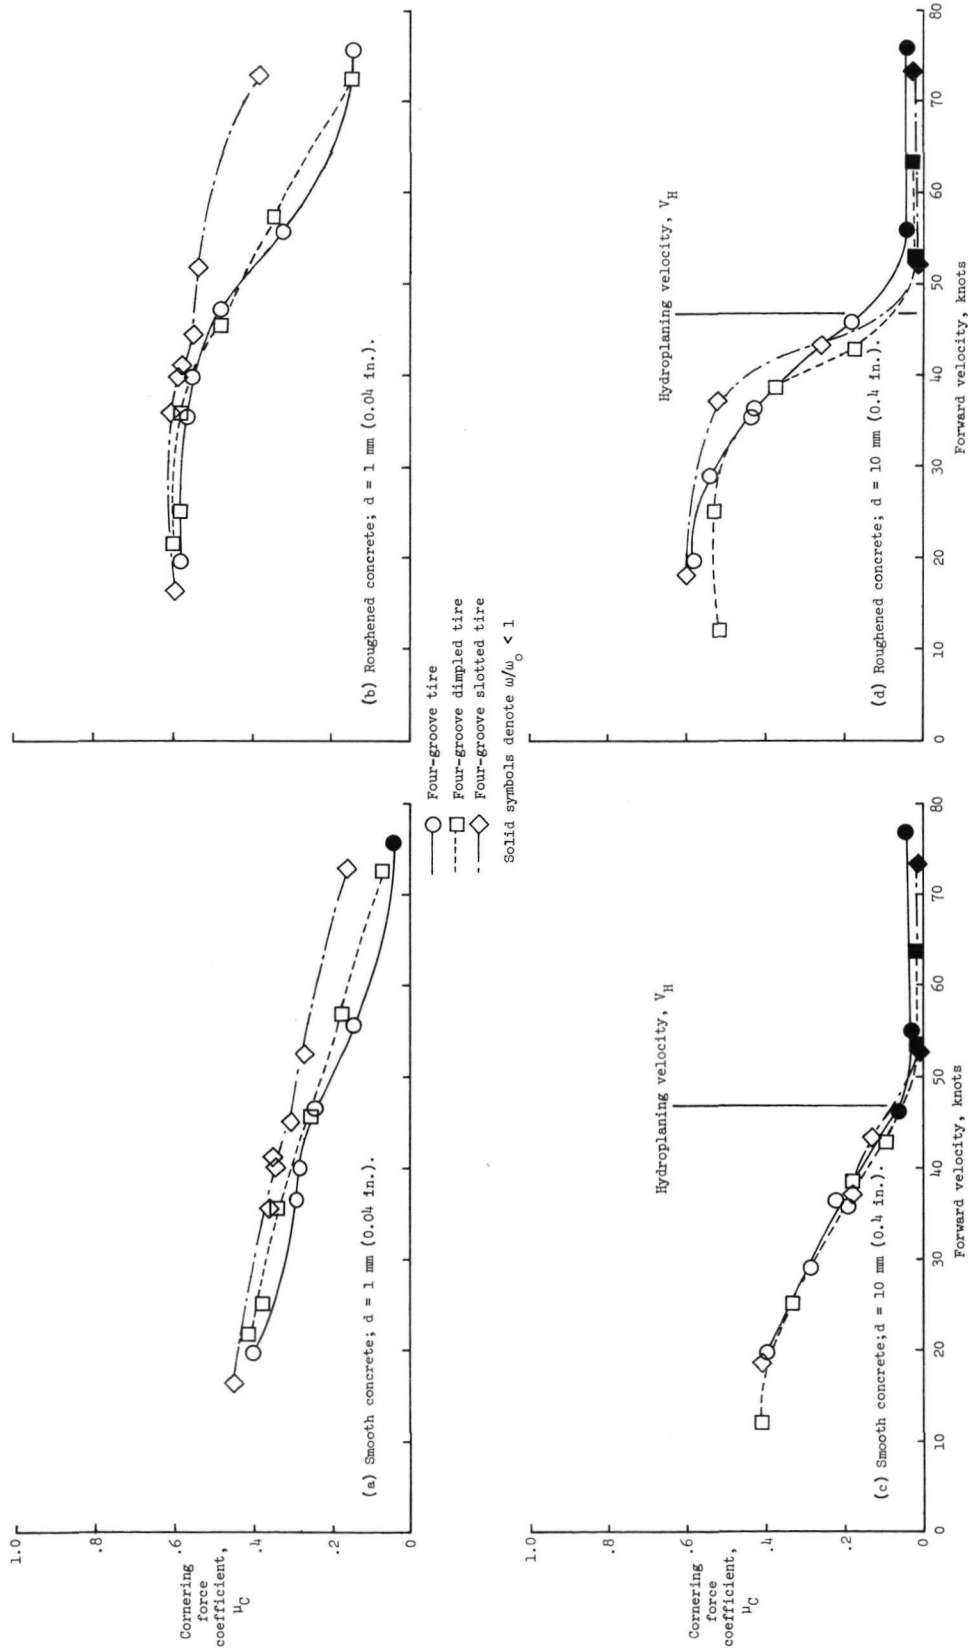 1.0
.8
.6
.4
.2
0
Cornering
force
coefficient,
μC
(a) Smooth concrete; d = 1 mm (0.04 in.).
(b) Roughened concrete; d = 1 mm (0.04 in.).
Four-groove tire
Four-groove dimpled tire
Four-groove slotted tire
Solid symbols denote ω/ωo < 1
1.0
.8
.6
.4
.2
Cornering
force
coefficient,
μC
Hydroplaning velocity, VH
(c) Smooth concrete; d = 10 mm (0.4 in.).
0 10 20 30 40 50 60 70 80
Forward velocity, knots
Hydroplaning velocity, VH
(d) Roughened concrete; d = 10 mm (0.4 in.).
0 10 20 30 40 50 60 70 80
Forward velocity, knots